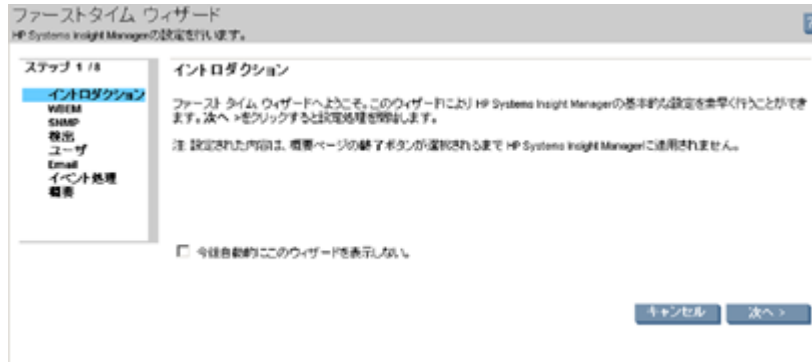 ファーストタイム ウィザード
HP Systems Insight Managerの設定を行います。
ステップ 1 / 8
イントロダクション
WBEM
SNMP
検出
ユーザ
Email
イベント処理
概要
イントロダクション
ファースト タイム ウィザードへようこそ。このウィザードにより HP Systems Insight Managerの基本的な設定を素早く行うことができ
ます。次へ >をクリックすると設定処理を開始します。
注: 設定された内容は、概要ページの終了ボタンが選択されるまで HP Systems Insight Managerに適用されません。
今後自動的にこのウィザードを表示しない。
キャンセル
次へ >
?